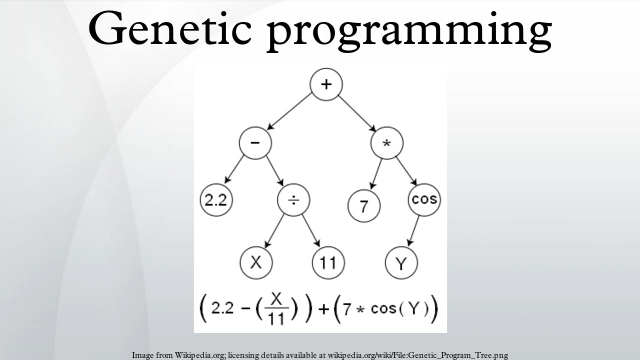 Genetic programming
+
− *
2.2 ÷ 7 cos
X 11 Y
(2.2 − (X/11)) + (7 * cos(Y))
Image from Wikipedia.org; licensing details available at wikipedia.org/wiki/File:Genetic_Program_Tree.png